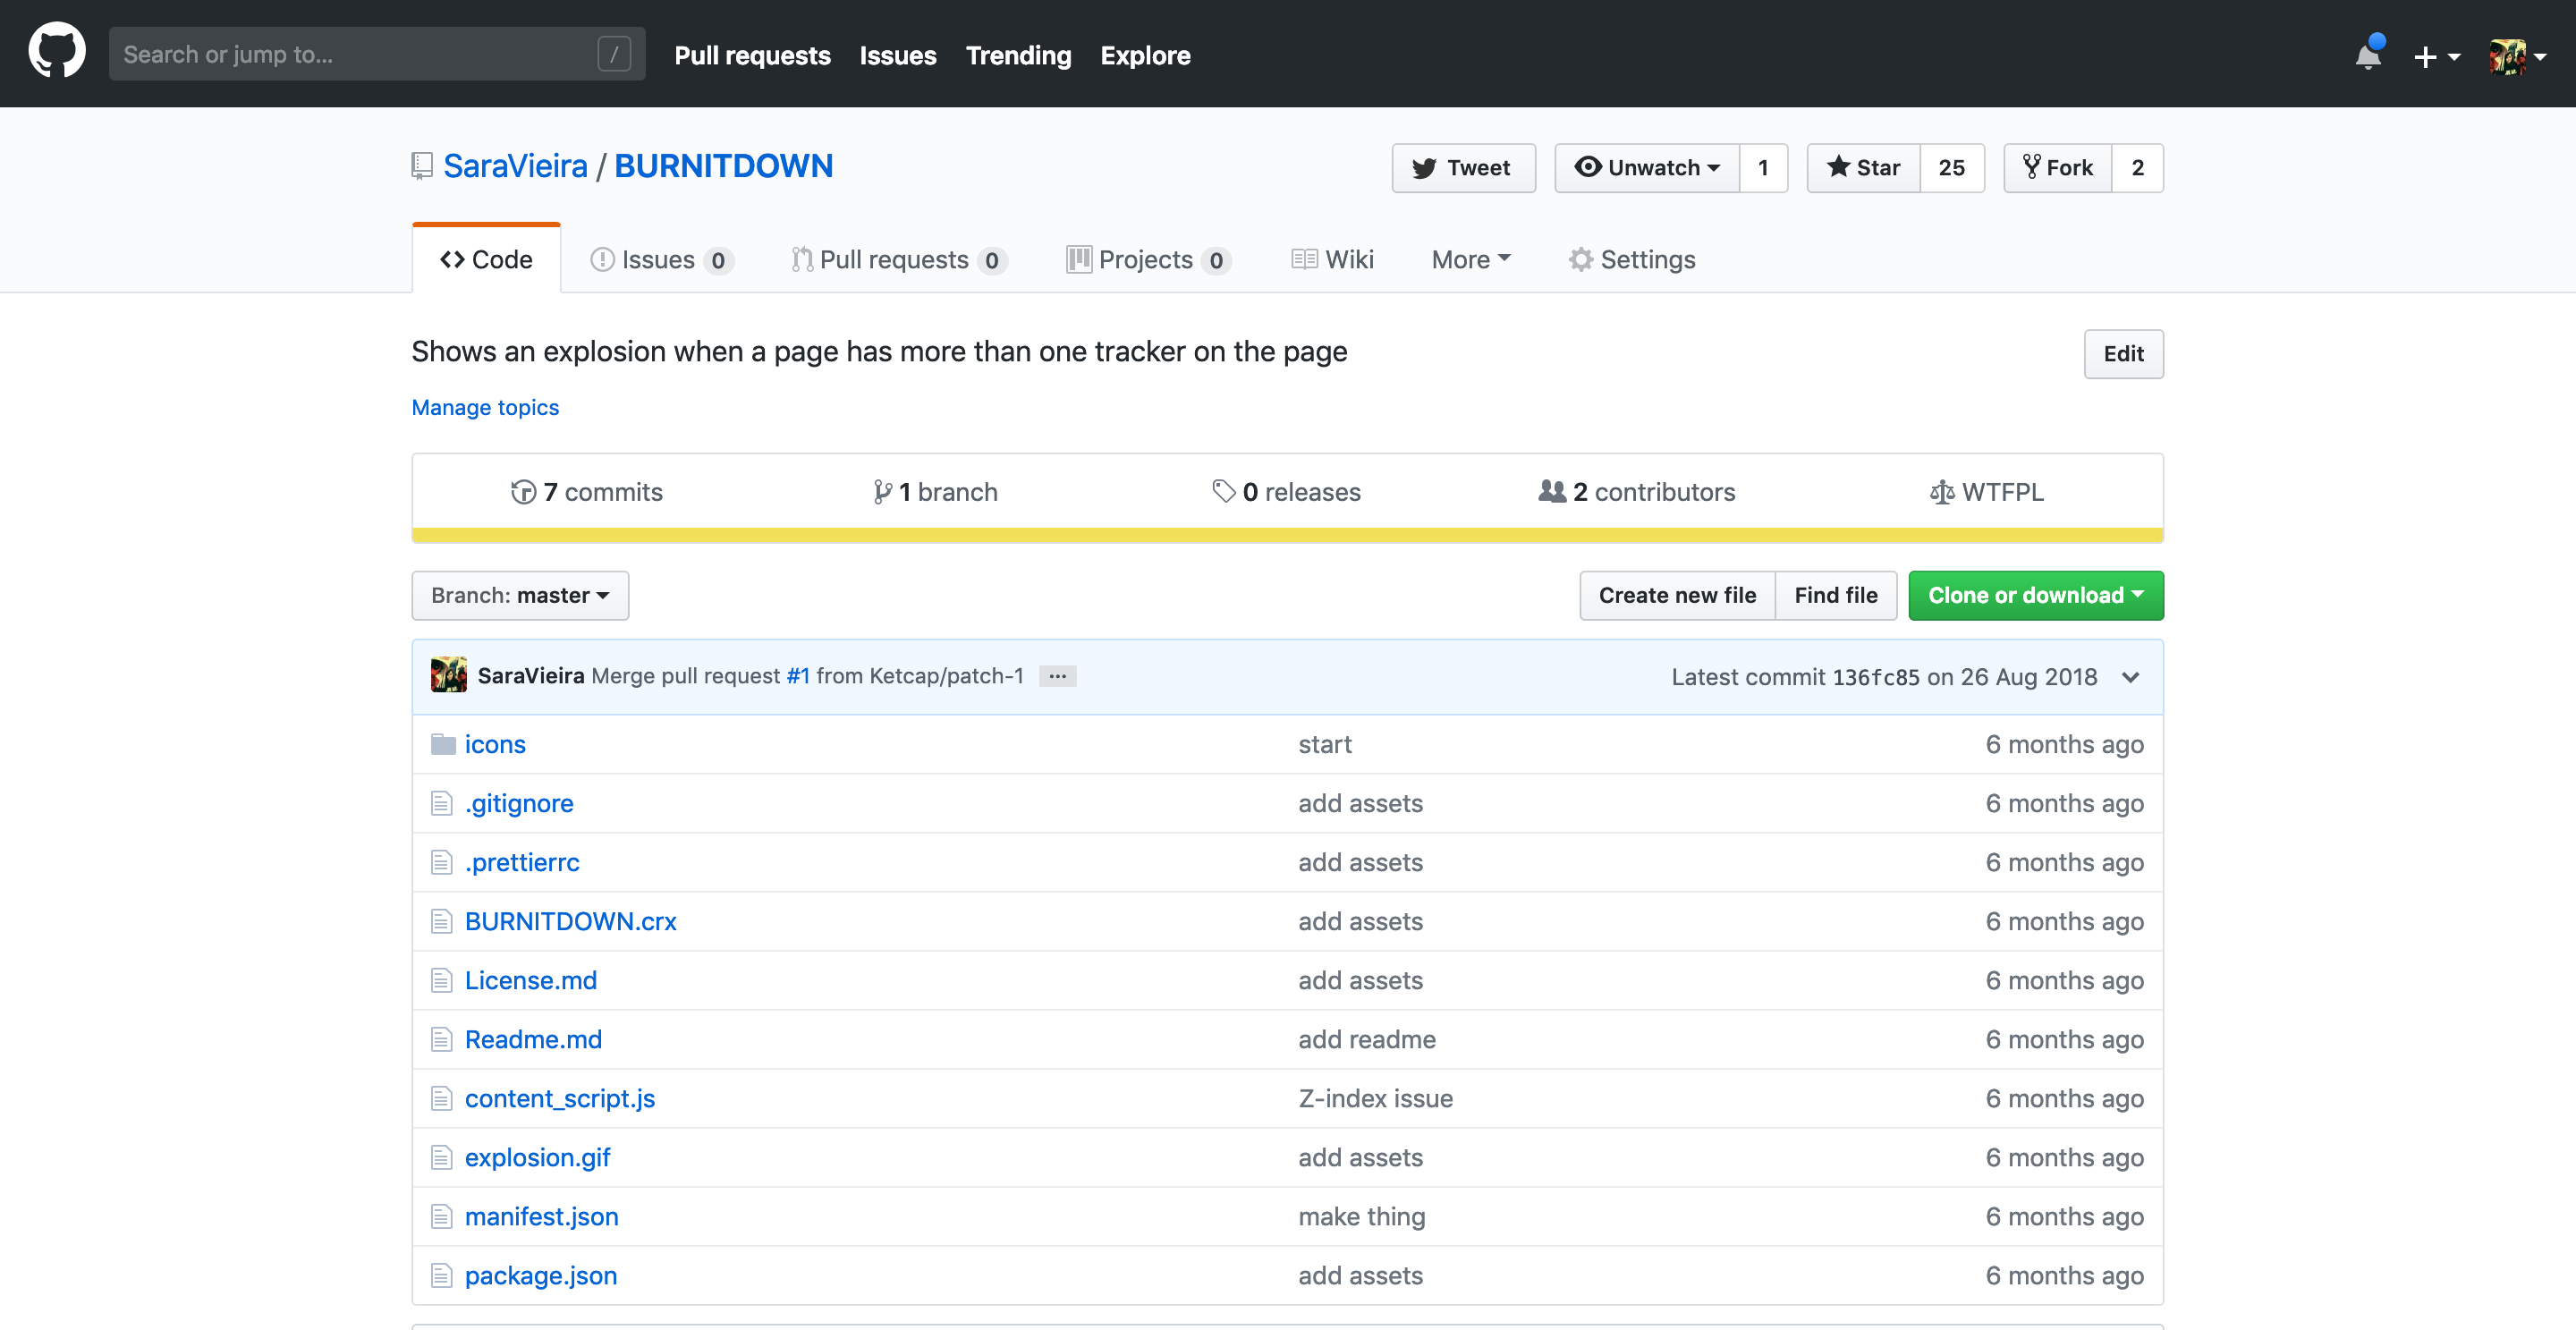 Search or jump to... / Pull requests Issues Trending Explore
SaraVieira / BURNITDOWN Tweet Unwatch 1 Star 25 Fork 2
Code Issues 0 Pull requests 0 Projects 0 Wiki More Settings
Shows an explosion when a page has more than one tracker on the page Edit
Manage topics
7 commits 1 branch 0 releases 2 contributors WTFPL
Branch: master Create new file Find file Clone or download
SaraVieira Merge pull request #1 from Ketcap/patch-1 ... Latest commit 136fc85 on 26 Aug 2018
icons start 6 months ago
.gitignore add assets 6 months ago
.prettierrc add assets 6 months ago
BURNITDOWN.crx add assets 6 months ago
License.md add assets 6 months ago
Readme.md add readme 6 months ago
content_script.js Z-index issue 6 months ago
explosion.gif add assets 6 months ago
manifest.json make thing 6 months ago
package.json add assets 6 months ago